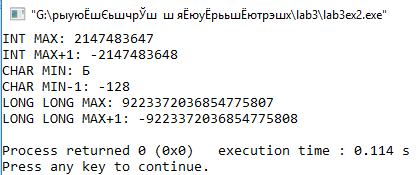 "G:\рыуюЁшЄьшчрЎш  ш яЁюуЁрьшЁютрэшх\lab3\lab3ex2.exe"
INT MAX: 2147483647
INT MAX+1: -2147483648
CHAR MIN: Б
CHAR MIN-1: -128
LONG LONG MAX: 9223372036854775807
LONG LONG MAX+1: -9223372036854775808
Process returned 0 (0x0)   execution time : 0.114 s
Press any key to continue.